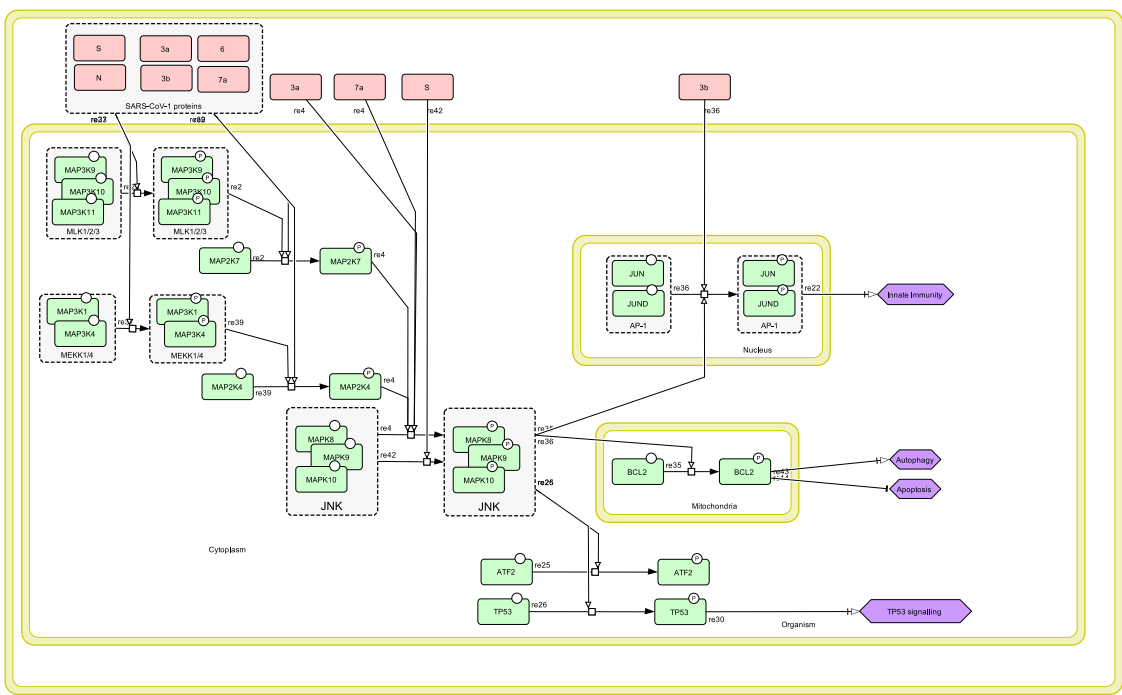 S
3a
6
N
3b
7a
SARS-CoV-1 proteins
3a
7a
S
3b
re4
re4
re42
re36
MAP3K9
MAP3K10
MAP3K11
MLK1/2/3
P
MAP3K9
P
MAP3K10
P
MAP3K11
MLK1/2/3
re2
MAP2K7
re2
P
MAP2K7
re4
MAP3K1
MAP3K4
MEKK1/4
P
MAP3K1
P
MAP3K4
MEKK1/4
re39
MAP2K4
re39
P
MAP2K4
re4
JUN
JUND
AP-1
re36
P
JUN
P
JUND
AP-1
re22
Innate Immunity
Nucleus
MAPK8
MAPK9
MAPK10
JNK
re4
re42
P
MAPK8
P
MAPK9
P
MAPK10
JNK
re35
re36
BCL2
re35
P
BCL2
re43
Autophagy
Apoptosis
Mitochondria
Cytoplasm
ATF2
re25
P
ATF2
TP53
re26
P
TP53
re30
TP53 signalling
Organism